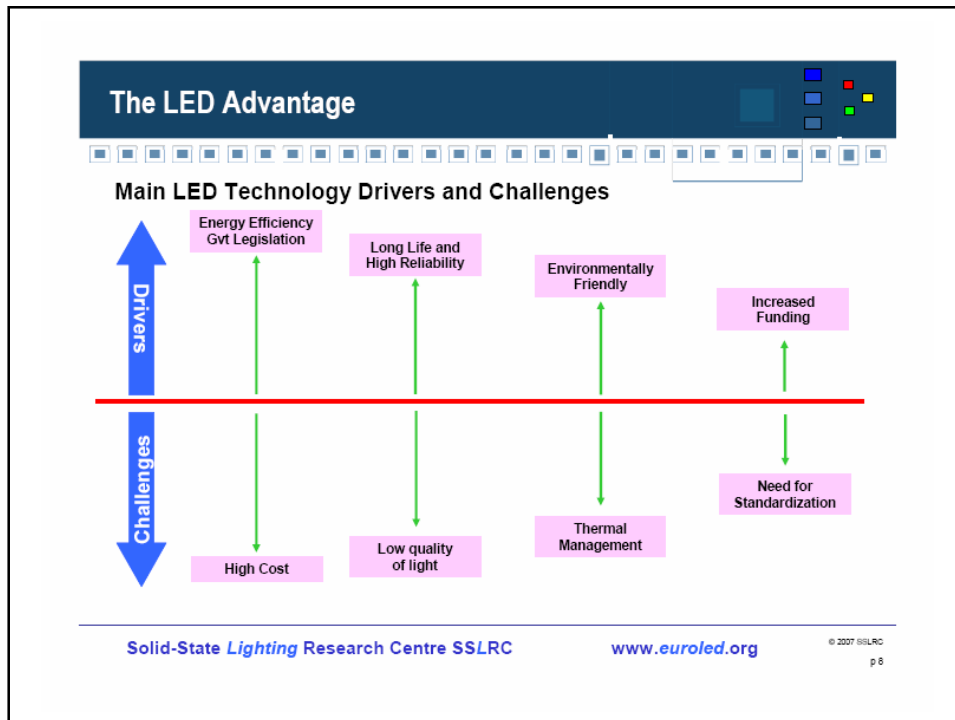 The LED Advantage
Main LED Technology Drivers and Challenges
Drivers
Energy Efficiency
Gvt Legislation
Long Life and
High Reliability
Environmentally
Friendly
Increased
Funding
Challenges
High Cost
Low quality
of light
Thermal
Management
Need for
Standardization
Solid-State Lighting Research Centre SSLRC
www.euroled.org
© 2007 SSLRC
p 8